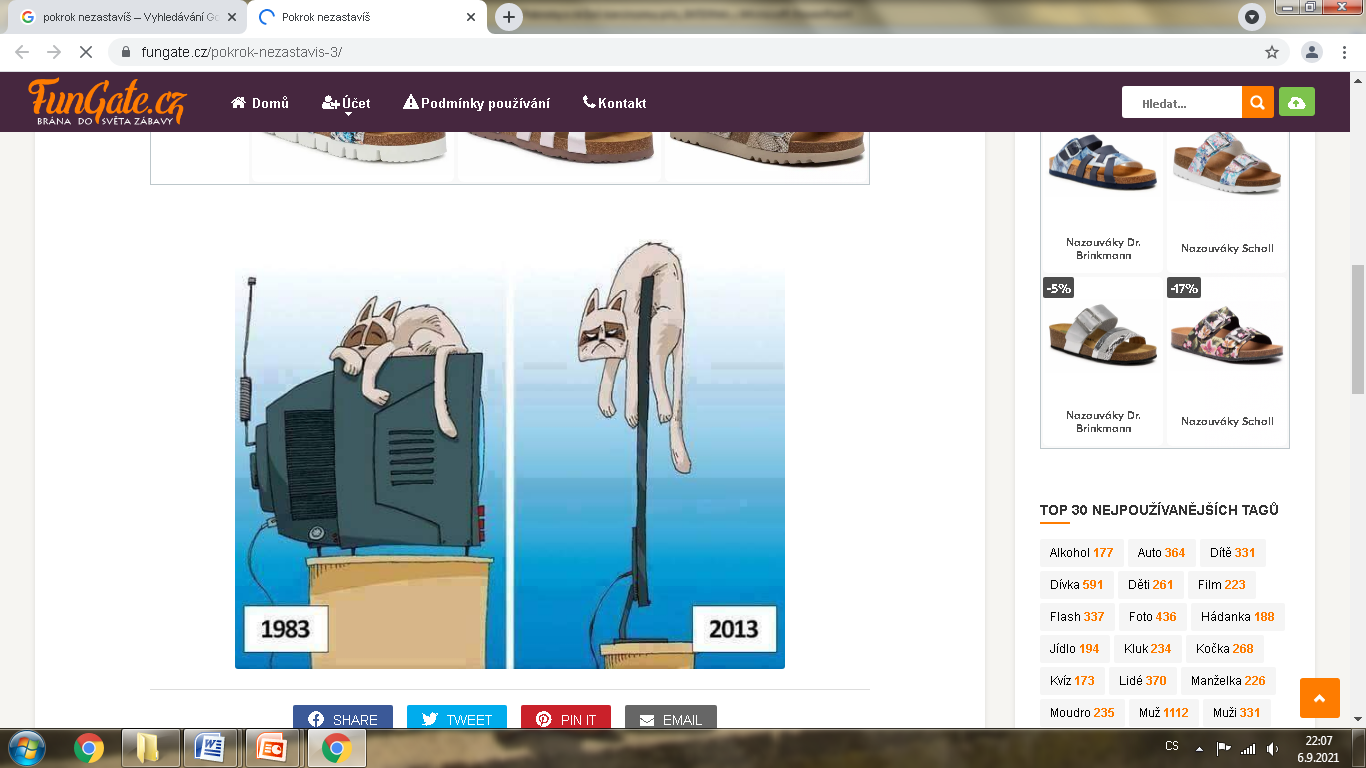 pokrok nezastavíš – Vyhledávání Go
Pokrok nezastavíš
fungate.cz/pokrok-nezastavis-3/
FunGate.cz
BRÁNA DO SVĚTA ZÁBAVY
Domů
Účet
Podmínky používání
Kontakt
Hledat...
Nazouváky Dr. Brinkmann
Nazouváky Scholl
-5%
-17%
Nazouváky Dr. Brinkmann
Nazouváky Scholl
1983
2013
SHARE
TWEET
PIN IT
EMAIL
TOP 30 NEJPOUŽÍVANĚJŠÍCH TAGŮ
Alkohol 177
Auto 364
Dítě 331
Dívka 591
Děti 261
Film 223
Flash 337
Foto 436
Hádanka 188
Jídlo 194
Kluk 234
Kočka 268
Kvíz 173
Lidé 370
Manželka 226
Moudro 235
Muž 1112
Muži 331
CS
22:07
6.9.2021